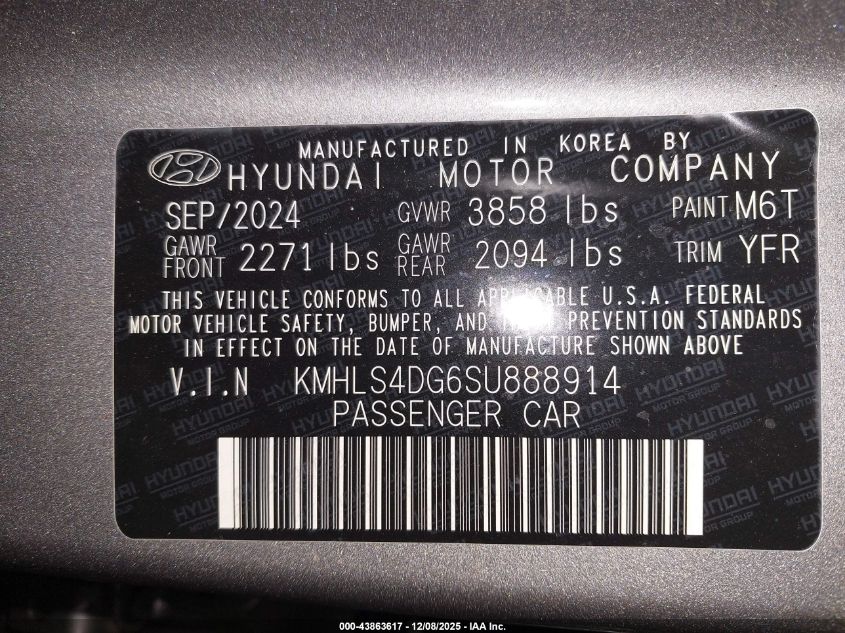 MANUFACTURED IN KOREA BY
HYUNDAI MOTOR COMPANY
SEP/2024 GVWR 3858 lbs PAINT M6T
GAWR FRONT 2271 lbs GAWR REAR 2094 lbs TRIM YFR
THIS VEHICLE CONFORMS TO ALL APPLICABLE U.S.A. FEDERAL
MOTOR VEHICLE SAFETY, BUMPER, AND THEFT PREVENTION STANDARDS
IN EFFECT ON THE DATE OF MANUFACTURE SHOWN ABOVE
V.I.N KMHLS4DG6SU888914
PASSENGER CAR
000-43863617 - 12/08/2025 - IAA Inc.